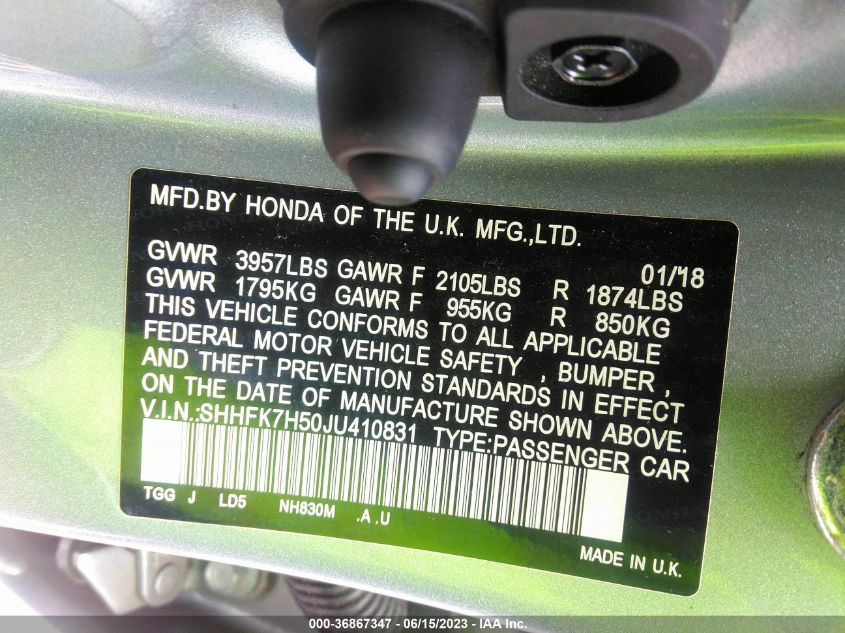 MFD.BY HONDA OF THE U.K. MFG.,LTD.
01/18
GVWR 3957LBS GAWR F 2105LBS R 1874LBS
GVWR 1795KG GAWR F 955KG R 850KG
THIS VEHICLE CONFORMS TO ALL APPLICABLE
FEDERAL MOTOR VEHICLE SAFETY , BUMPER ,
AND THEFT PREVENTION STANDARDS IN EFFECT
ON THE DATE OF MANUFACTURE SHOWN ABOVE.
V.I.N.:SHHFK7H50JU410831 TYPE:PASSENGER CAR
TGG J LD5 NH830M .A .U
MADE IN U.K.
000-36867347 - 06/15/2023 - IAA Inc.